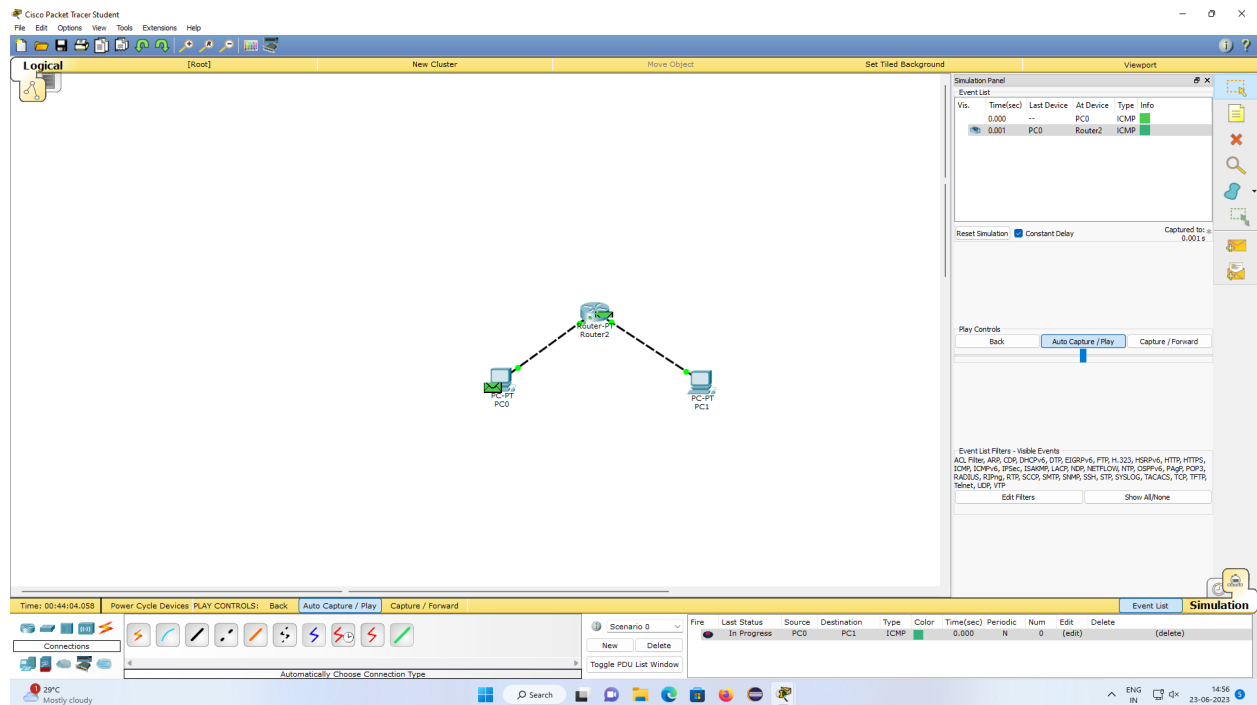 Cisco Packet Tracer Student
File Edit Options View Tools Extensions Help
Logical [Root] New Cluster Move Object Set Tiled Background Viewport
Simulation Panel
Event List
Vis. Time(sec) Last Device At Device Type Info
0.000 -- PC0 ICMP
0.001 PC0 Router2 ICMP
Reset Simulation Constant Delay Captured to: *
0.001 s
Router-PT
Router2
PC-PT
PC0
PC-PT
PC1
Play Controls
Back Auto Capture / Play Capture / Forward
Event List Filters - Visible Events
ACL Filter, ARP, CDP, DHCPv6, DTP, EIGRPv6, FTP, H.323, HSRPv6, HTTP, HTTPS,
ICMP, ICMPv6, IPSec, ISAKMP, LACP, NDP, NETFLOW, NTP, OSPFv6, PAgP, POP3,
RADIUS, RIPng, RTP, SCCP, SMTP, SNMP, SSH, STP, SYSLOG, TACACS, TCP, TFTP,
Telnet, UDP, VTP
Edit Filters Show All/None
Time: 00:44:04.058 Power Cycle Devices PLAY CONTROLS: Back Auto Capture / Play Capture / Forward Event List Simulation
Connections
Automatically Choose Connection Type
Scenario 0
New Delete
Toggle PDU List Window
Fire Last Status Source Destination Type Color Time(sec) Periodic Num Edit Delete
In Progress PC0 PC1 ICMP 0.000 N 0 (edit) (delete)
1
29°C
Mostly cloudy
Search
ENG
IN
14:56
23-06-2023
5